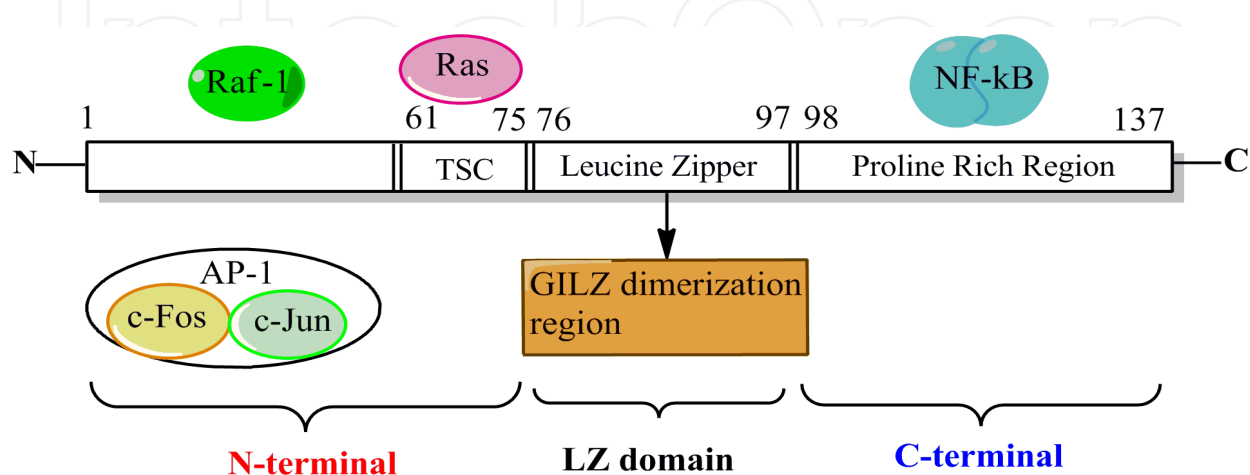 Raf-1
Ras
NF-kB
1
61
75
76
97
98
137
N
TSC
Leucine Zipper
Proline Rich Region
C
AP-1
c-Fos
c-Jun
GILZ dimerization
region
N-terminal
LZ domain
C-terminal